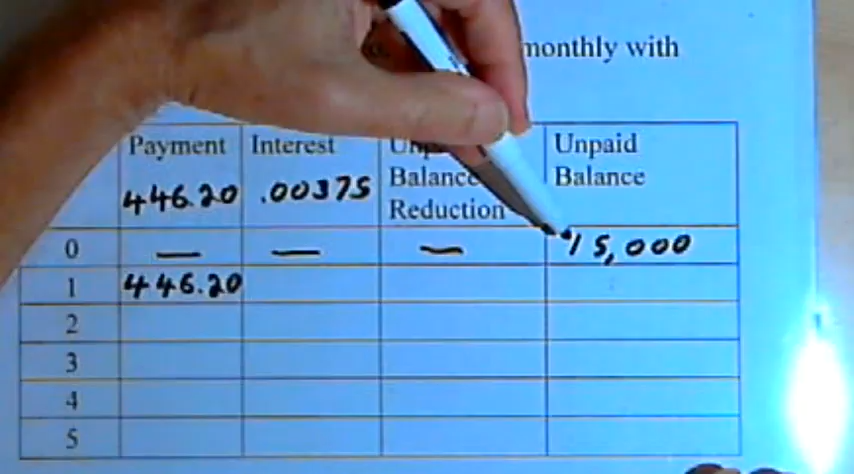 monthly with
Payment Interest Unpaid
446.20 .00375 Balance Balance
Reduction
0 — — — 15,000
1 446.20
2
3
4
5